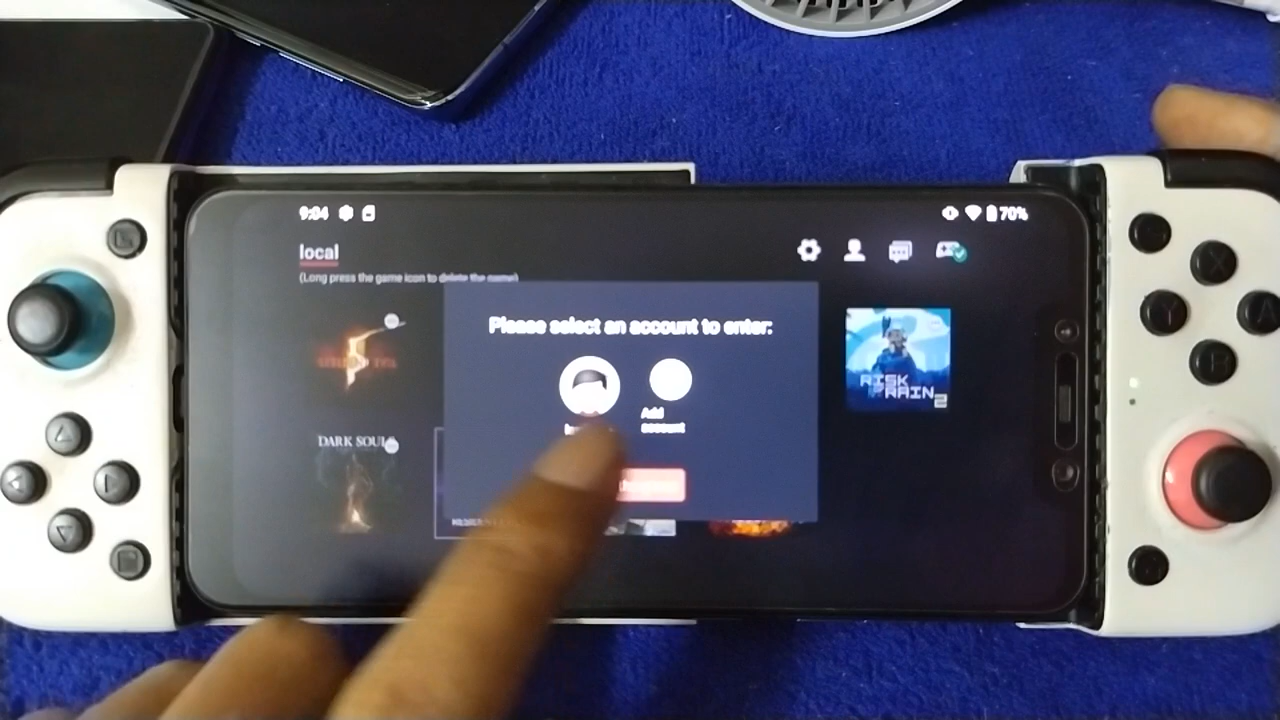 9:04
70%
local
(Long press the game icon to delete the game)
Please select an account to enter:
Add
account
DARK SOULS
RISK
RAIN 2
X
Y
A
B